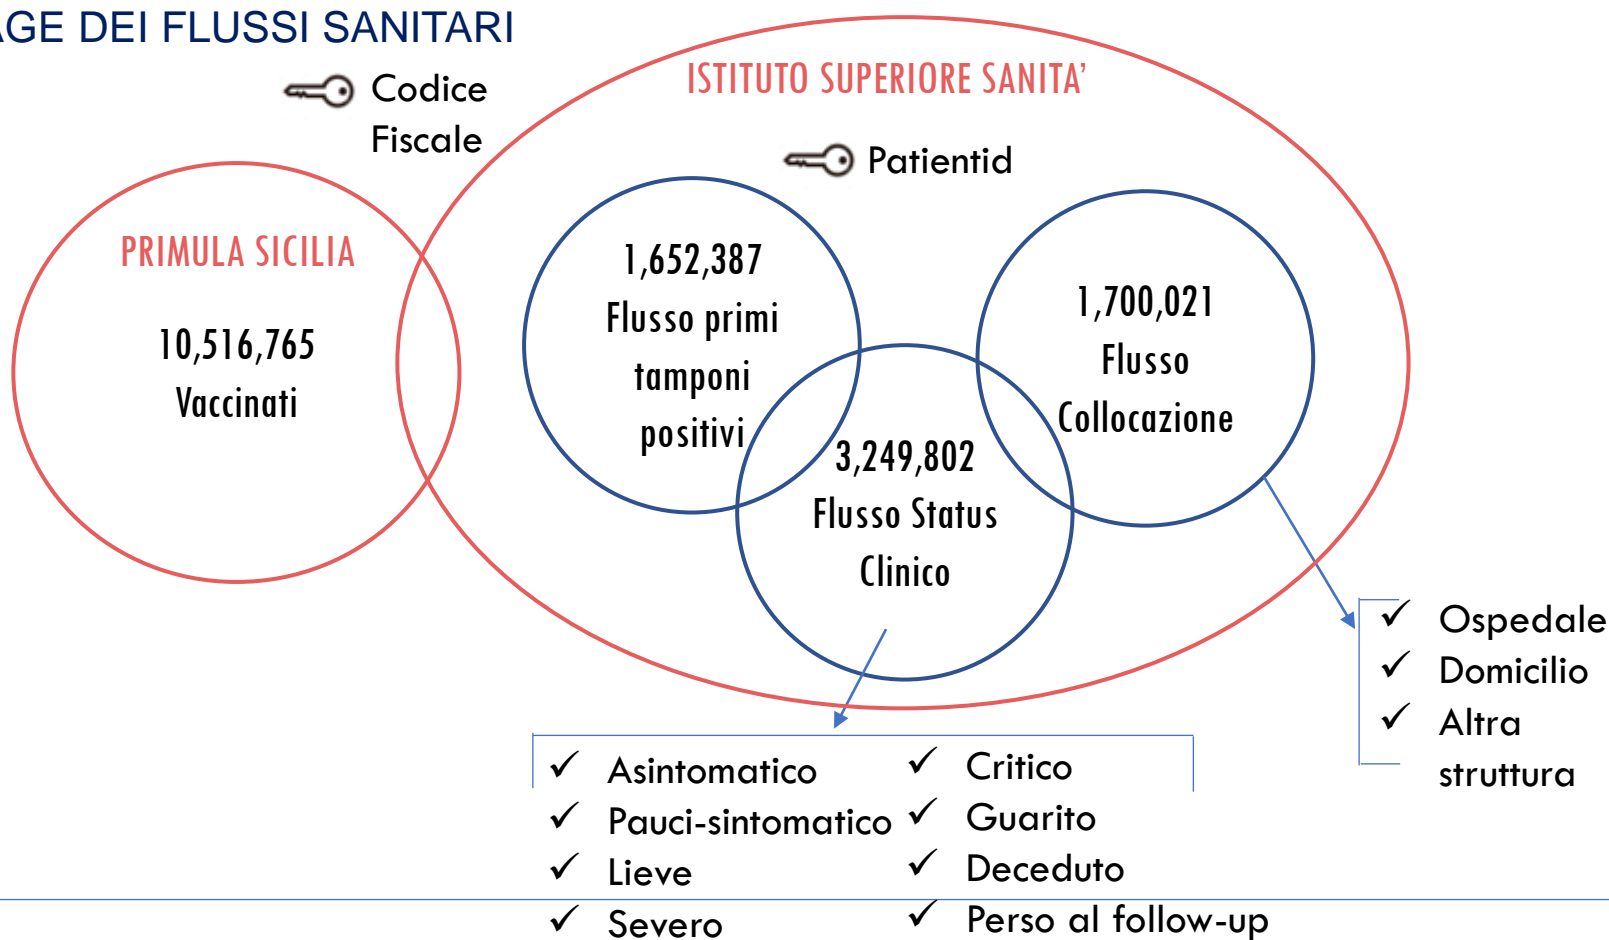 AGE DEI FLUSSI SANITARI
Codice
Fiscale
ISTITUTO SUPERIORE SANITA'
Patientid
PRIMULA SICILIA
10,516,765
Vaccinati
1,652,387
Flusso primi
tamponi
positivi
1,700,021
Flusso
Collocazione
3,249,802
Flusso Status
Clinico
✓ Ospedale
✓ Domicilio
✓ Altra
struttura
✓ Asintomatico
✓ Pauci-sintomatico
✓ Lieve
✓ Severo
✓ Critico
✓ Guarito
✓ Deceduto
✓ Perso al follow-up